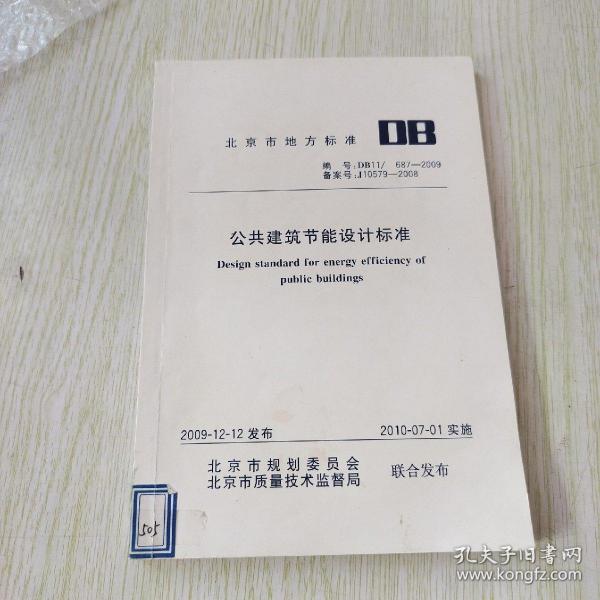 北京市地方标准 DB
编 号:DB11/ 687—2009
备案号:J10579—2008
公共建筑节能设计标准
Design standard for energy efficiency of
public buildings
2009-12-12 发布 2010-07-01 实施
北京市规划委员会
北京市质量技术监督局 联合发布
505
孔夫子旧书网
www.kongfz.com